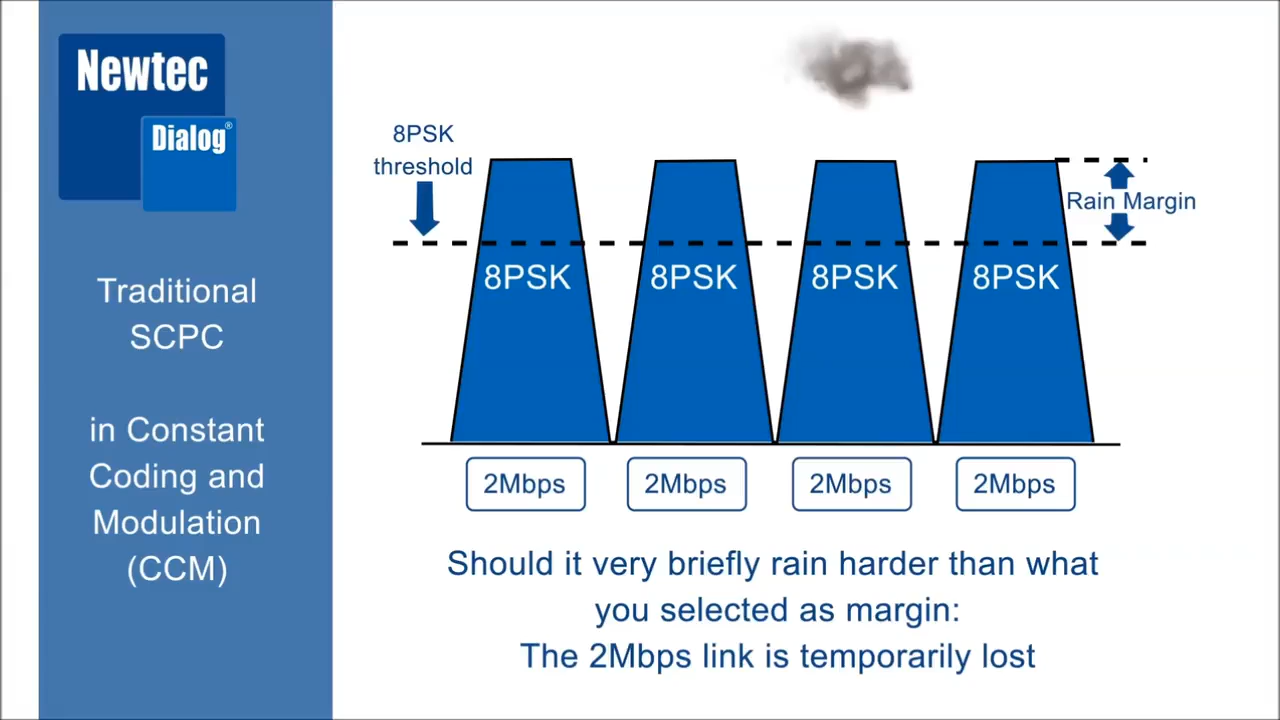 Newtec
Dialog®
Traditional
SCPC
in Constant
Coding and
Modulation
(CCM)
8PSK
threshold
Rain Margin
8PSK 8PSK 8PSK 8PSK
2Mbps 2Mbps 2Mbps 2Mbps
Should it very briefly rain harder than what
you selected as margin:
The 2Mbps link is temporarily lost